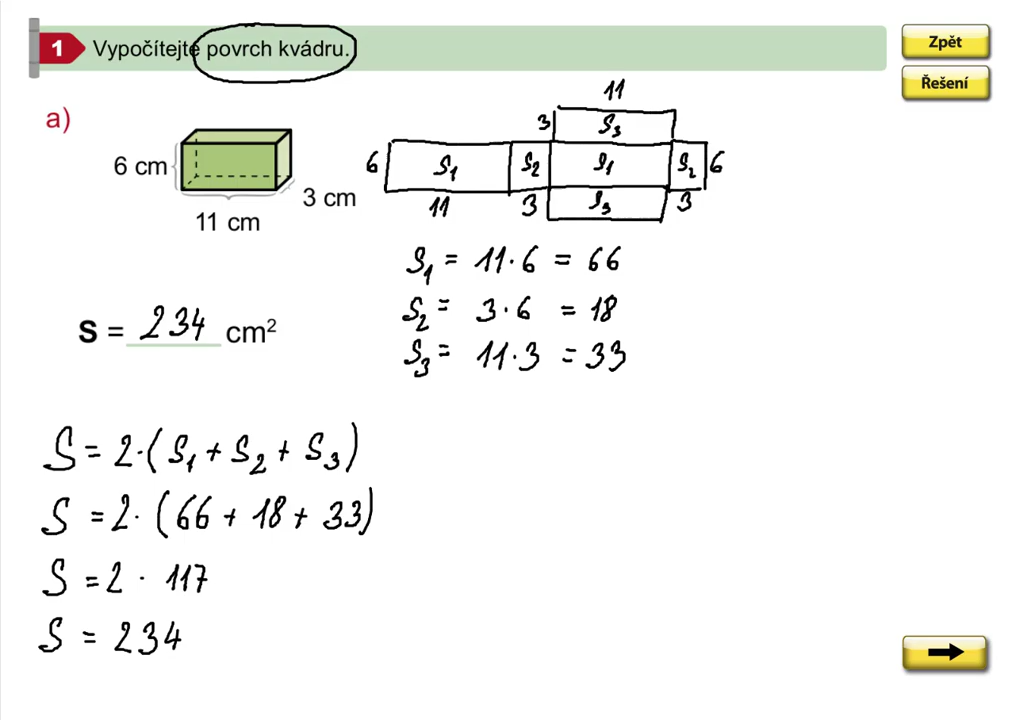 1 Vypočítejte povrch kvádru.
Zpět
Řešení
a)
6 cm
3 cm
11 cm
11
3 S3
6 S1 S2 S1 S2 6
11 3 S3 3
S1 = 11 · 6 = 66
S2 = 3 · 6 = 18
S3 = 11 · 3 = 33
S = 234 cm²
S = 2 · (S1 + S2 + S3)
S = 2 · (66 + 18 + 33)
S = 2 · 117
S = 234